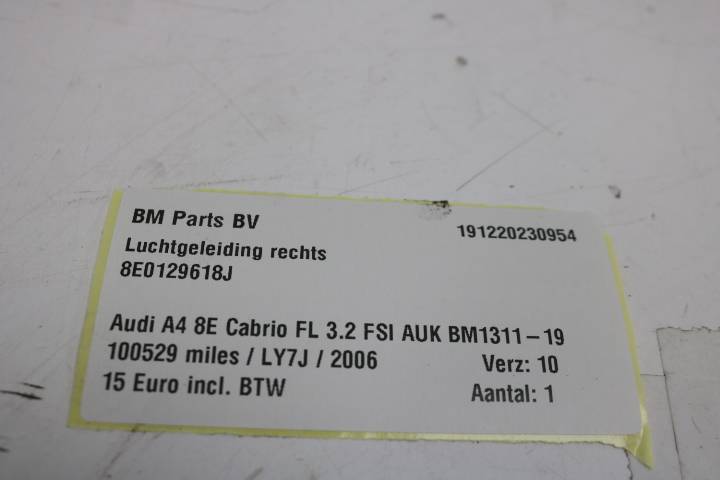 BM Parts BV
191220230954
Luchtgeleiding rechts
8E0129618J
Audi A4 8E Cabrio FL 3.2 FSI AUK BM1311-19
100529 miles / LY7J / 2006
Verz: 10
15 Euro incl. BTW
Aantal: 1